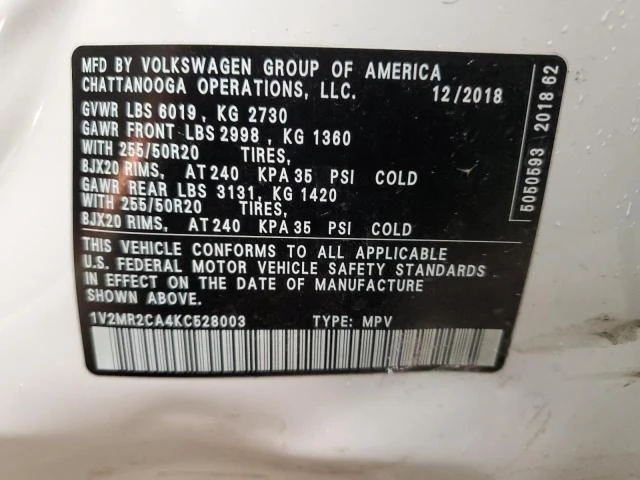 MFD BY VOLKSWAGEN GROUP OF AMERICA
CHATTANOOGA OPERATIONS, LLC. 12/2018
GVWR LBS 6019, KG 2730
GAWR FRONT LBS 2998, KG 1360
WITH 255/50R20 TIRES,
8JX20 RIMS, AT 240 KPA 35 PSI COLD
GAWR REAR LBS 3131, KG 1420
WITH 255/50R20 TIRES,
8JX20 RIMS, AT 240 KPA 35 PSI COLD
THIS VEHICLE CONFORMS TO ALL APPLICABLE
U.S. FEDERAL MOTOR VEHICLE SAFETY STANDARDS
IN EFFECT ON THE DATE OF MANUFACTURE
SHOWN ABOVE
1V2MR2CA4KC528003 TYPE: MPV
5050593 2018 62